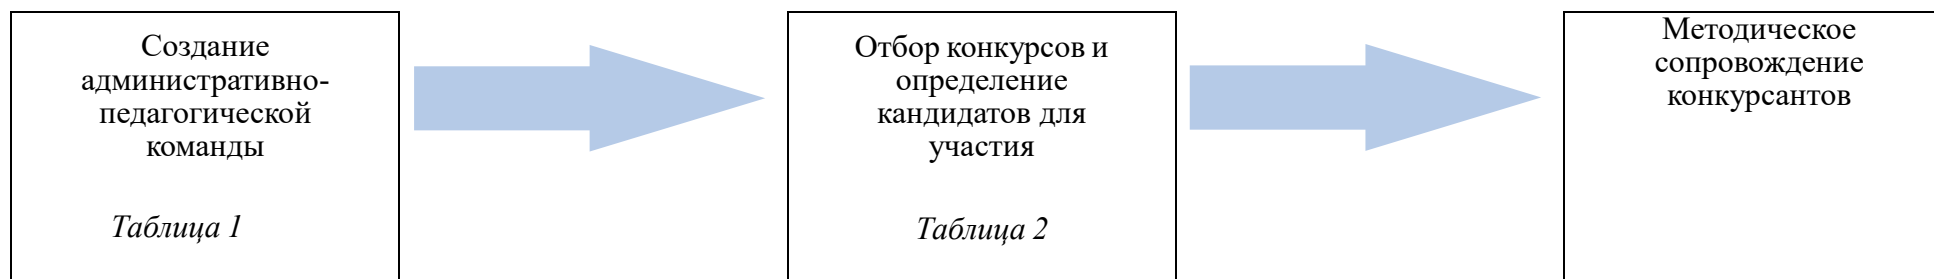 Создание
административно-
педагогической
команды
Таблица 1
Отбор конкурсов и
определение
кандидатов для
участия
Таблица 2
Методическое
сопровождение
конкурсантов